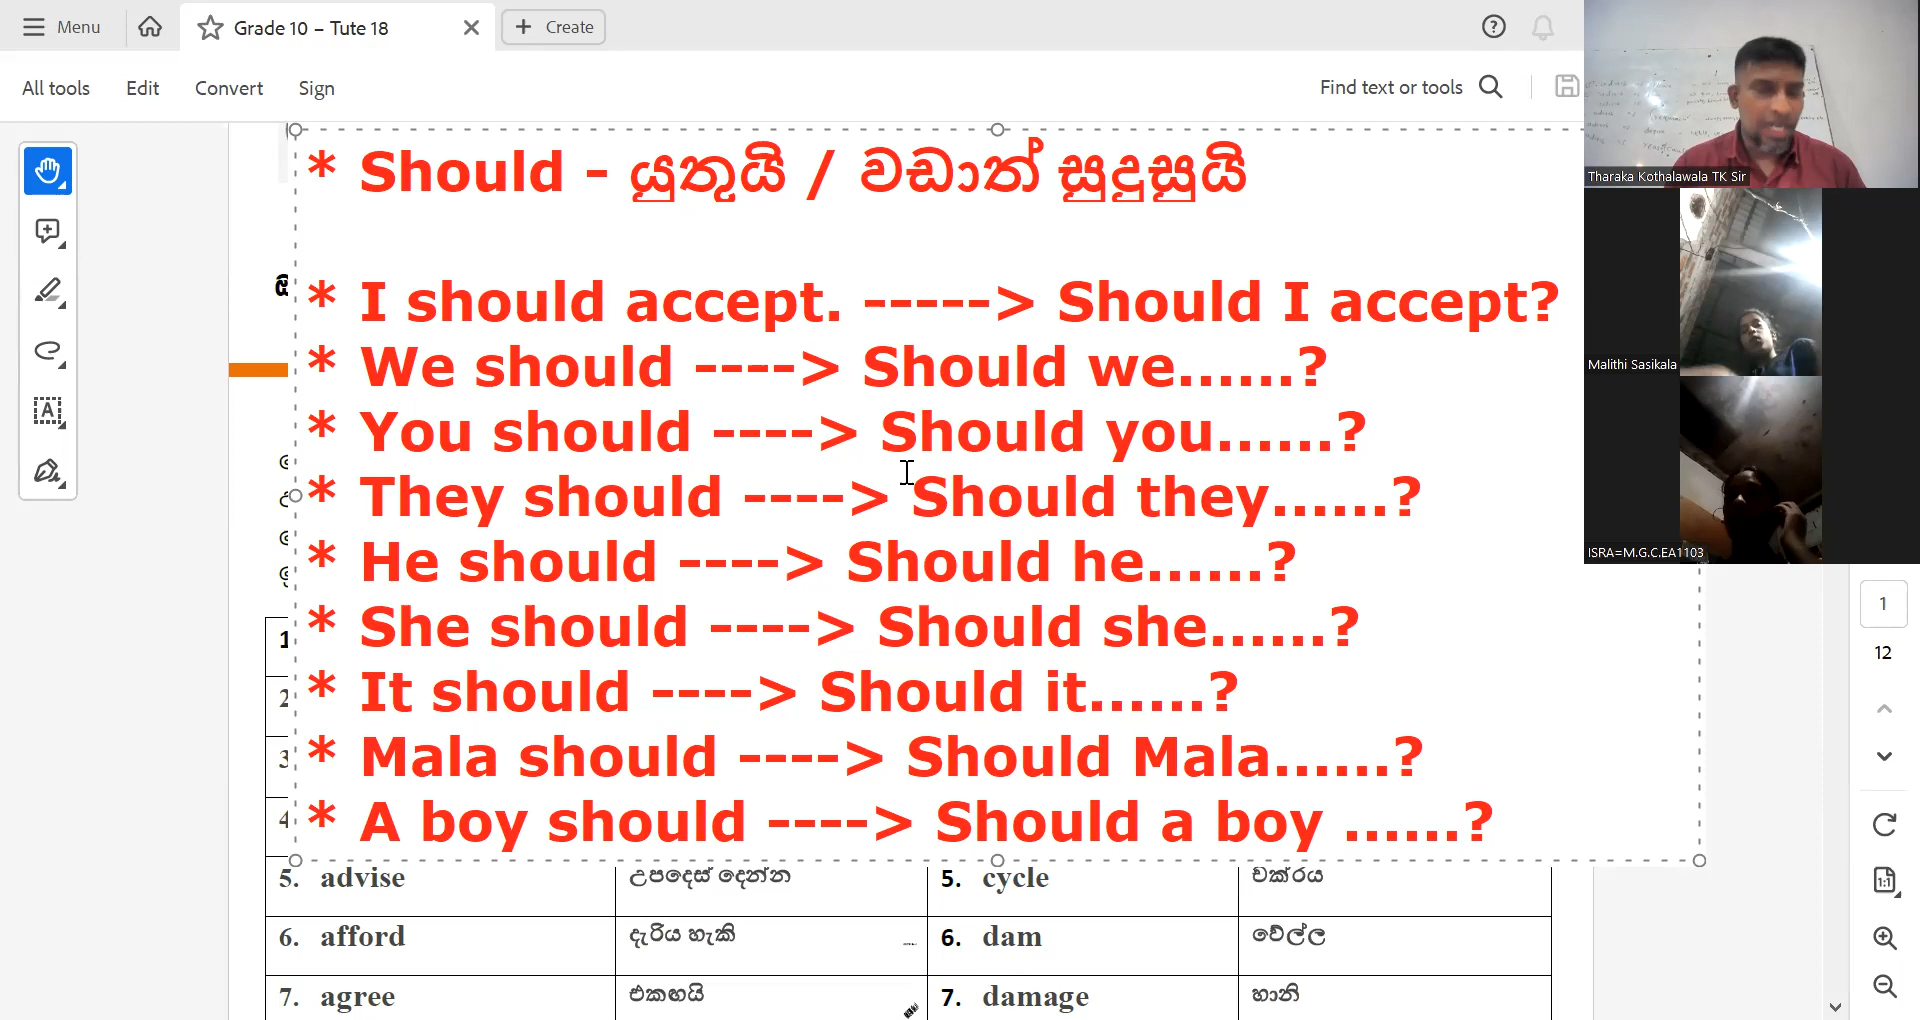 Menu
Grade 10 – Tute 18
Create
All tools
Edit
Convert
Sign
Find text or tools
Tharaka Kothalawala TK Sir
Malithi Sasikala
ISRA=M.G.C.EA1103
* Should - යුතුයි / වඩාත් සුදුසුයි
* I should accept. -----> Should I accept?
* We should ----> Should we......?
* You should ----> Should you......?
* They should ----> Should they......?
* He should ----> Should he......?
* She should ----> Should she......?
* It should ----> Should it......?
* Mala should ----> Should Mala......?
* A boy should ----> Should a boy ......?
1
2
3
4
5. advise උපදෙස් දෙන්න 5. cycle චක්රය
6. afford දැරිය හැකි 6. dam වේල්ල
7. agree එකඟයි 7. damage හානි
1
12